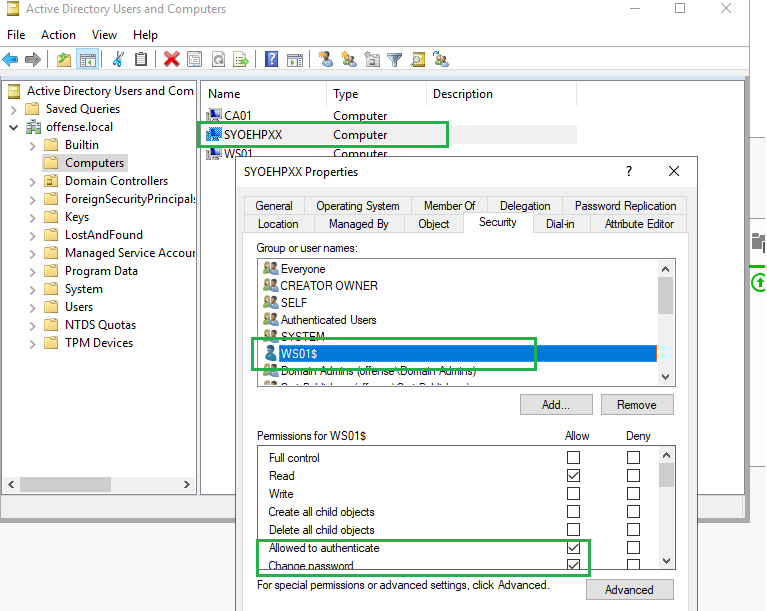 Active Directory Users and Computers
File Action View Help
Active Directory Users and Com
Saved Queries
offense.local
Builtin
Computers
Domain Controllers
ForeignSecurityPrincipals
Keys
LostAndFound
Managed Service Accoun
Program Data
System
Users
NTDS Quotas
TPM Devices
Name Type Description
CA01 Computer
SYOEHPXX Computer
WS01 Computer
SYOEHPXX Properties
?
General Operating System Member Of Delegation Password Replication
Location Managed By Object Security Dial-in Attribute Editor
Group or user names:
Everyone
CREATOR OWNER
SELF
Authenticated Users
SYSTEM
WS01$
Domain Admins (offense\Domain Admins)
Cert Publishers (offense\Cert Publishers)
Add... Remove
Permissions for WS01$ Allow Deny
Full control
Read
Write
Create all child objects
Delete all child objects
Allowed to authenticate
Change password
For special permissions or advanced settings, click Advanced.
Advanced